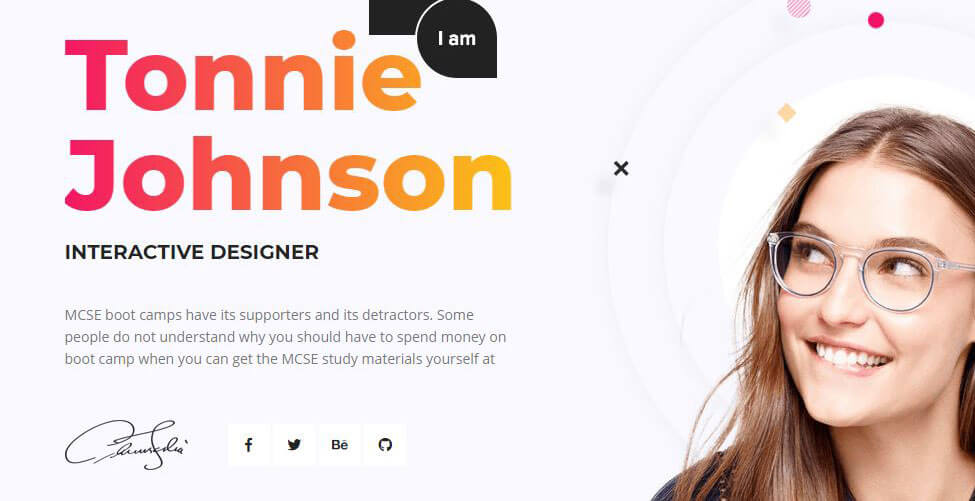 I am
Tonnie
Johnson
INTERACTIVE DESIGNER
MCSE boot camps have its supporters and its detractors. Some
people do not understand why you should have to spend money on
boot camp when you can get the MCSE study materials yourself at
Bē